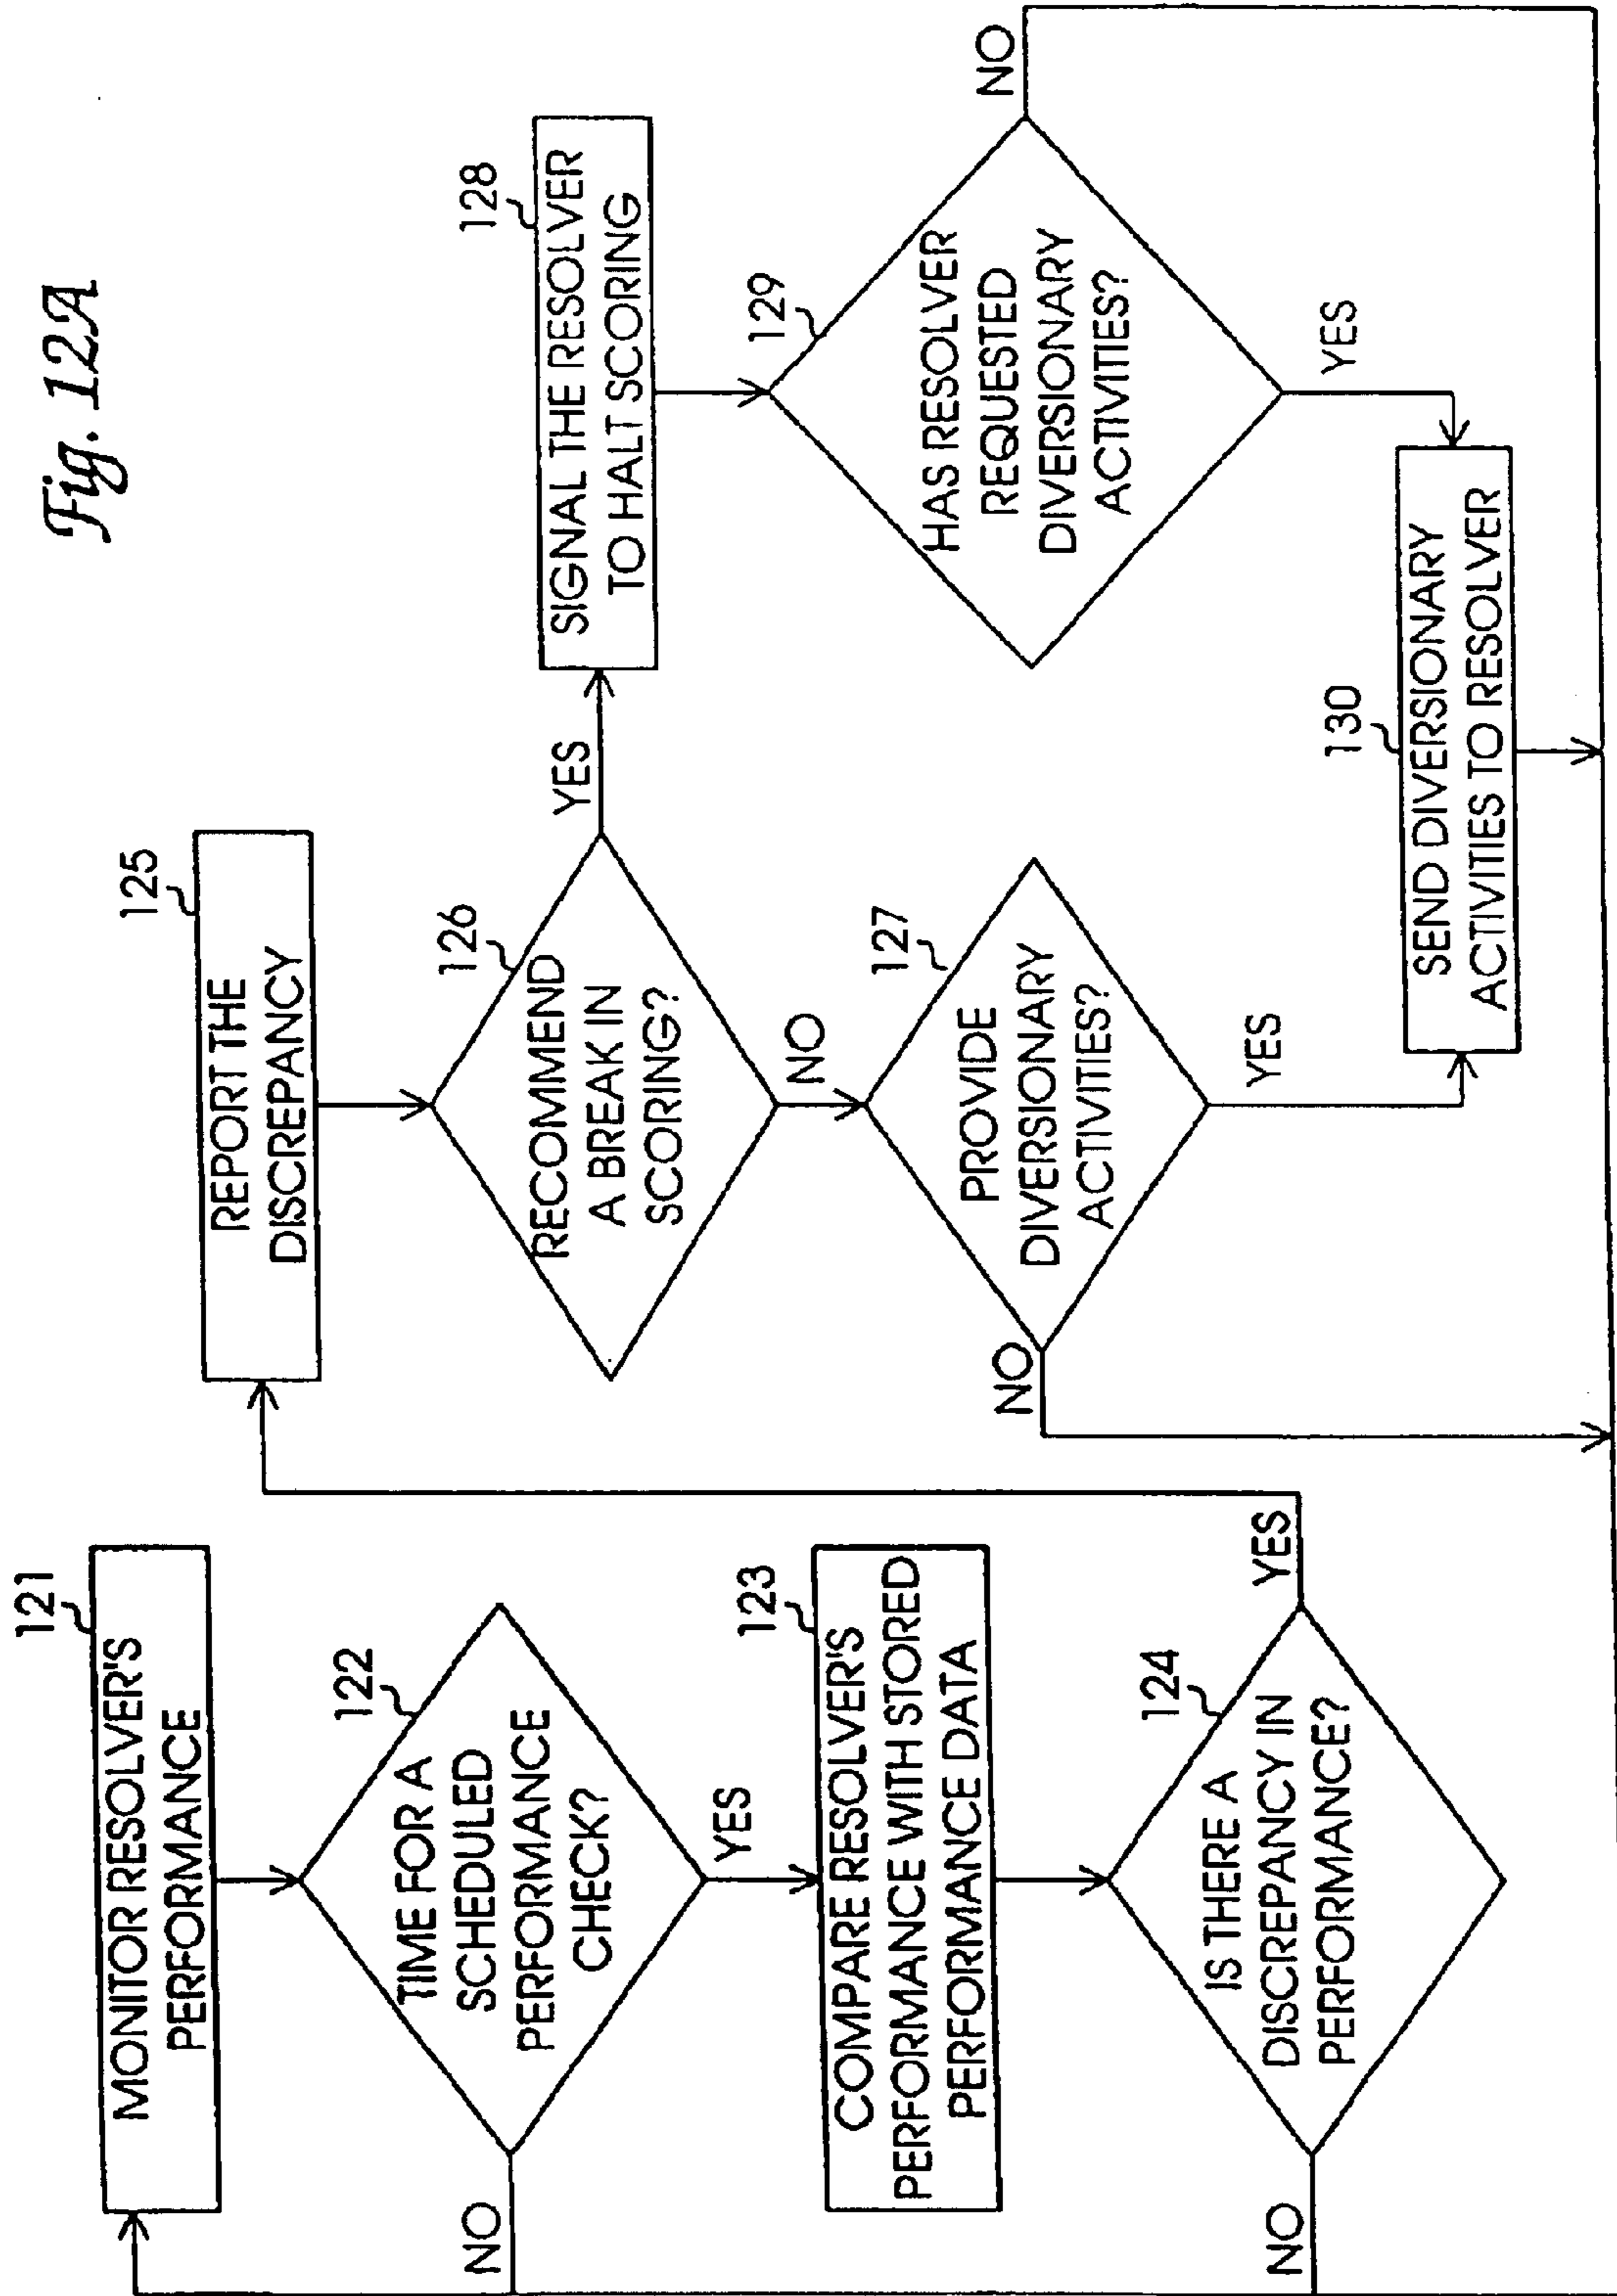 Fig. 12A
121
MONITOR RESOLVER'S
PERFORMANCE
122
TIME FOR A
SCHEDULED
PERFORMANCE
CHECK?
NO
YES
123
COMPARE RESOLVER'S
PERFORMANCE WITH STORED
PERFORMANCE DATA
124
IS THERE A
DISCREPANCY IN
PERFORMANCE?
NO
YES
125
REPORT THE
DISCREPANCY
126
RECOMMEND
A BREAK IN
SCORING?
YES
NO
127
PROVIDE
DIVERSIONARY
ACTIVITIES?
NO
YES
128
SIGNAL THE RESOLVER
TO HALT SCORING
129
HAS RESOLVER
REQUESTED
DIVERSIONARY
ACTIVITIES?
NO
YES
130
SEND DIVERSIONARY
ACTIVITIES TO RESOLVER